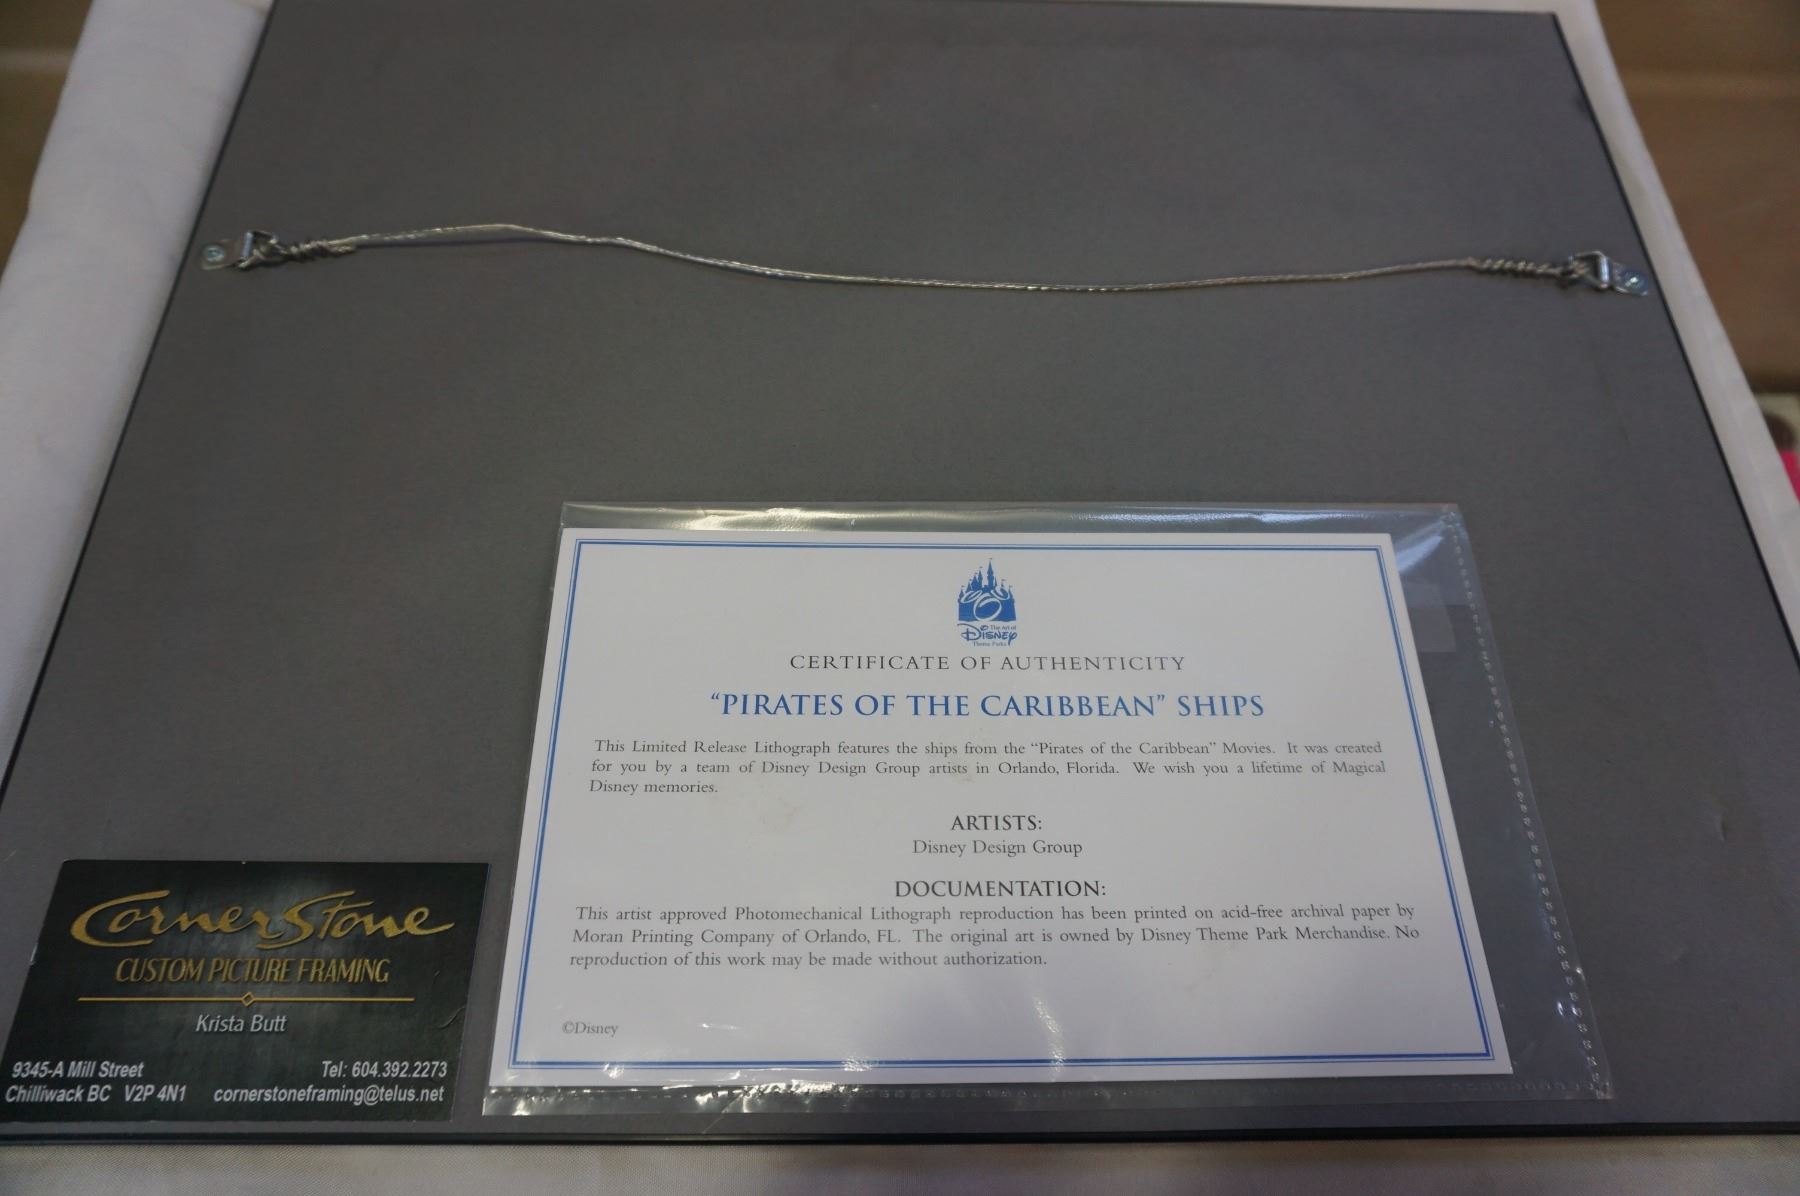 The Art of
Disney
Theme Parks
CERTIFICATE OF AUTHENTICITY
“PIRATES OF THE CARIBBEAN” SHIPS
This Limited Release Lithograph features the ships from the “Pirates of the Caribbean” Movies. It was created
for you by a team of Disney Design Group artists in Orlando, Florida. We wish you a lifetime of Magical
Disney memories.
ARTISTS:
Disney Design Group
DOCUMENTATION:
This artist approved Photomechanical Lithograph reproduction has been printed on acid-free archival paper by
Moran Printing Company of Orlando, FL. The original art is owned by Disney Theme Park Merchandise. No
reproduction of this work may be made without authorization.
©Disney
CornerStone
CUSTOM PICTURE FRAMING
Krista Butt
9345-A Mill Street Tel: 604.392.2273
Chilliwack BC V2P 4N1 cornerstoneframing@telus.net